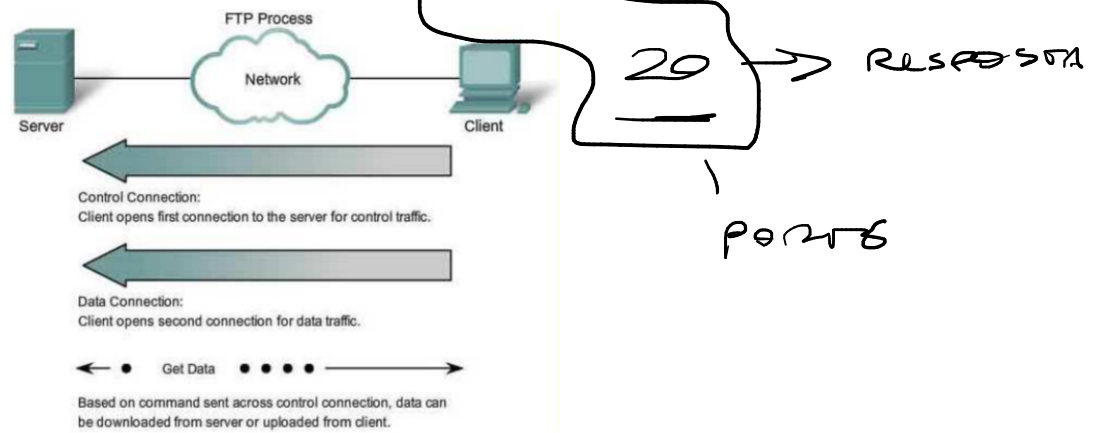 FTP Process
Network
Server
Client
Control Connection:
Client opens first connection to the server for control traffic.
Data Connection:
Client opens second connection for data traffic.
Get Data
Based on command sent across control connection, data can
be downloaded from server or uploaded from client.
20
RISPOSTA